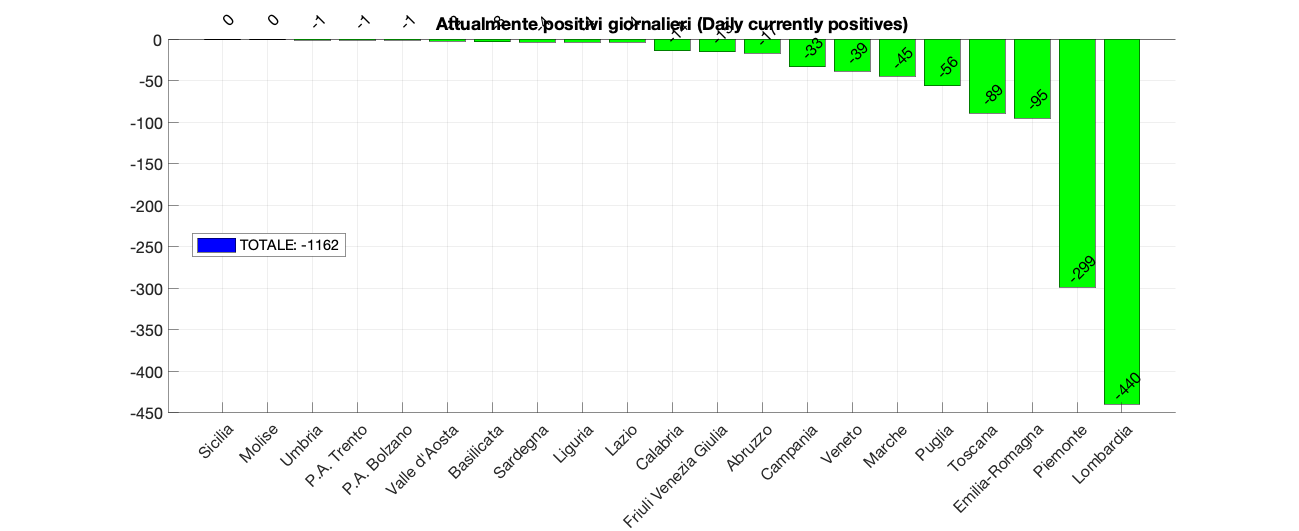 Attualmente positivi giornalieri (Daily currently positives)
0 0 -1 -1 -1 -17 -33 -39 -45 -56 -89 -95 -299 -440
0
-50
-100
-150
-200
-250
-300
-350
-400
-450
TOTALE: -1162
Sicilia
Molise
Umbria
P.A. Trento
P.A. Bolzano
Valle d'Aosta
Basilicata
Sardegna
Liguria
Lazio
Calabria
Friuli Venezia Giulia
Abruzzo
Campania
Veneto
Marche
Puglia
Toscana
Emilia-Romagna
Piemonte
Lombardia